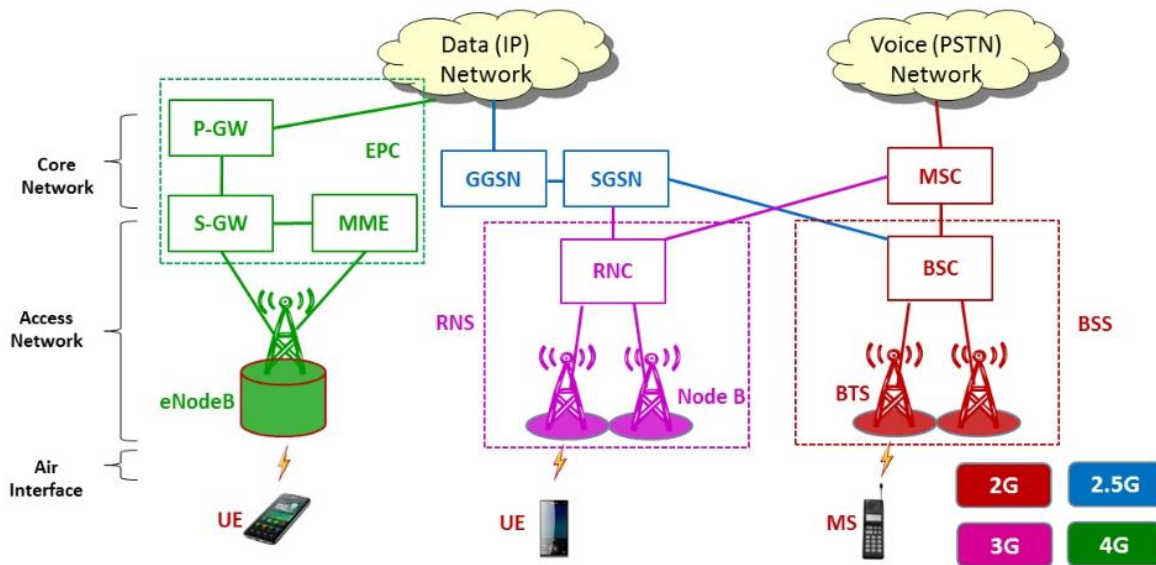 Data (IP)
Network
Voice (PSTN)
Network
P-GW
EPC
Core
Network
GGSN
SGSN
MSC
S-GW
MME
RNC
BSC
Access
Network
RNS
BSS
eNodeB
Node B
BTS
Air
Interface
UE
UE
MS
2G
2.5G
3G
4G